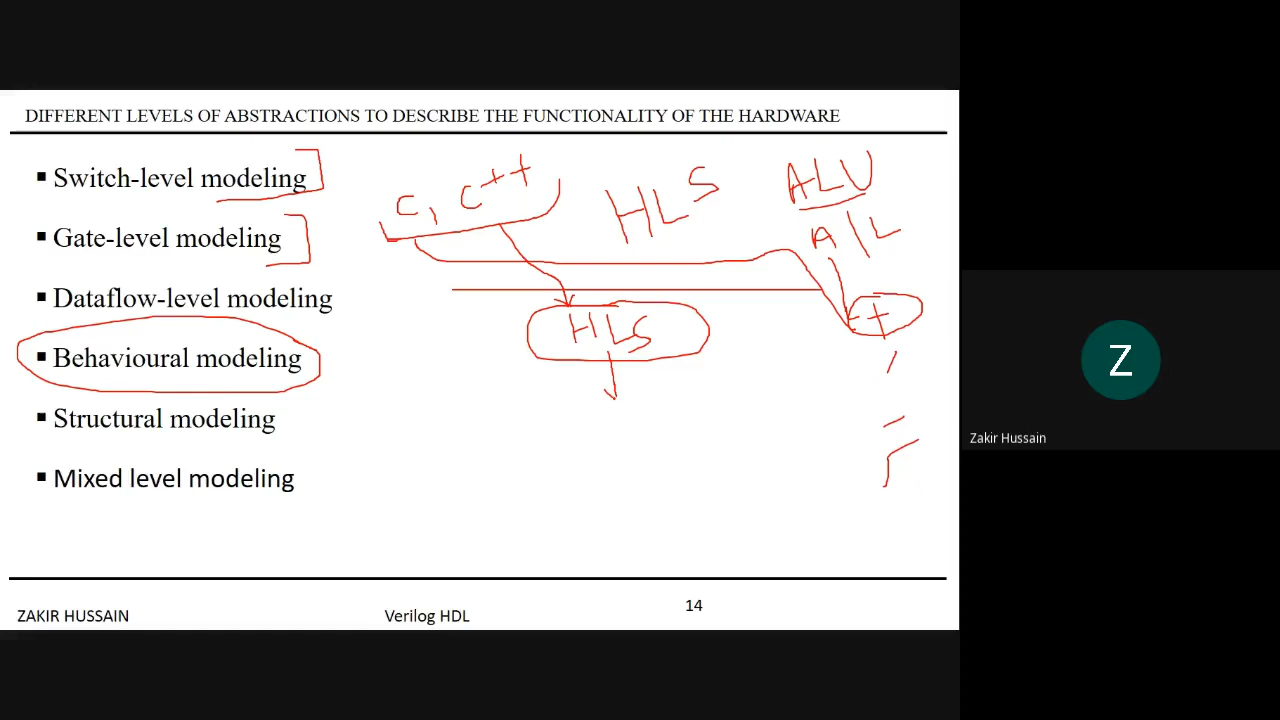 DIFFERENT LEVELS OF ABSTRACTIONS TO DESCRIBE THE FUNCTIONALITY OF THE HARDWARE
▪ Switch-level modeling
▪ Gate-level modeling
▪ Dataflow-level modeling
▪ Behavioural modeling
▪ Structural modeling
▪ Mixed level modeling
C, C++
HLS
ALU
A | L
HLS
+
Z
Zakir Hussain
ZAKIR HUSSAIN
Verilog HDL
14